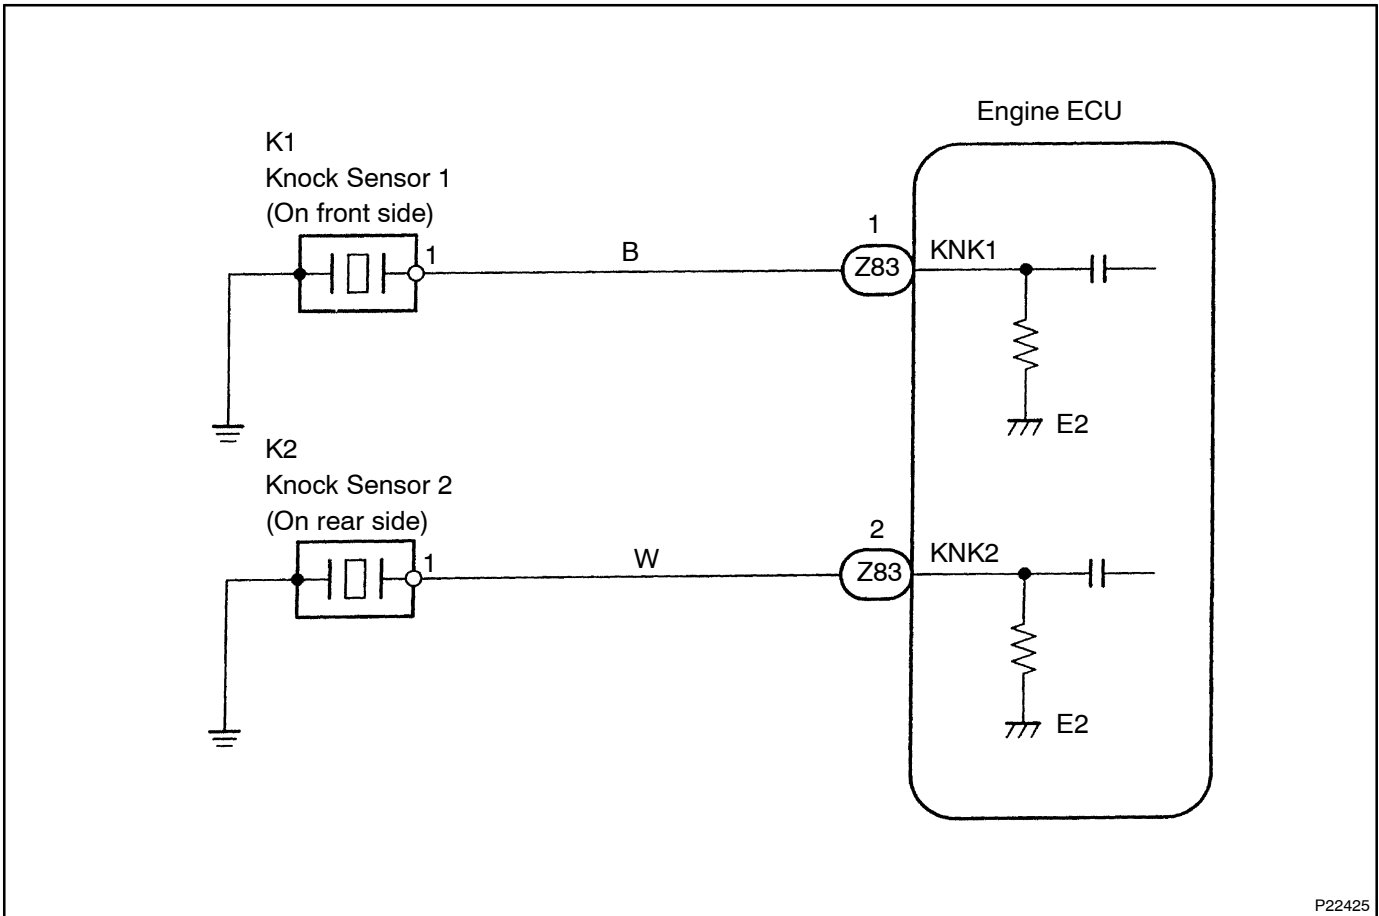 Engine ECU
K1
Knock Sensor 1
(On front side)
1
B
1
Z83
KNK1
E2
K2
Knock Sensor 2
(On rear side)
1
W
2
Z83
KNK2
E2
P22425